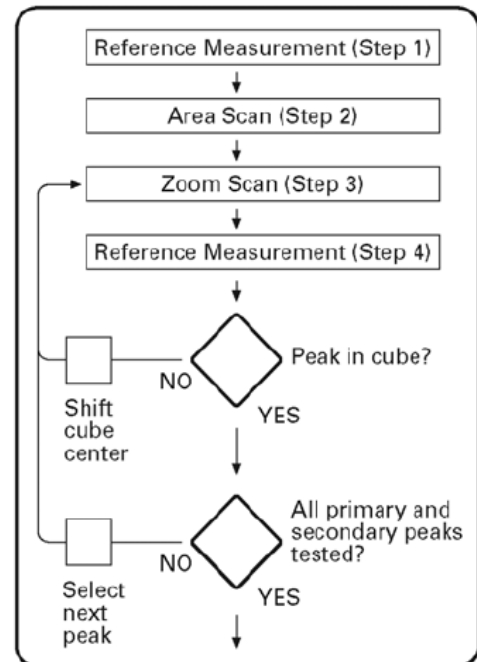 Reference Measurement (Step 1)
Area Scan (Step 2)
Zoom Scan (Step 3)
Reference Measurement (Step 4)
Peak in cube?
NO
YES
Shift
cube
center
All primary and
secondary peaks
tested?
NO
YES
Select
next
peak